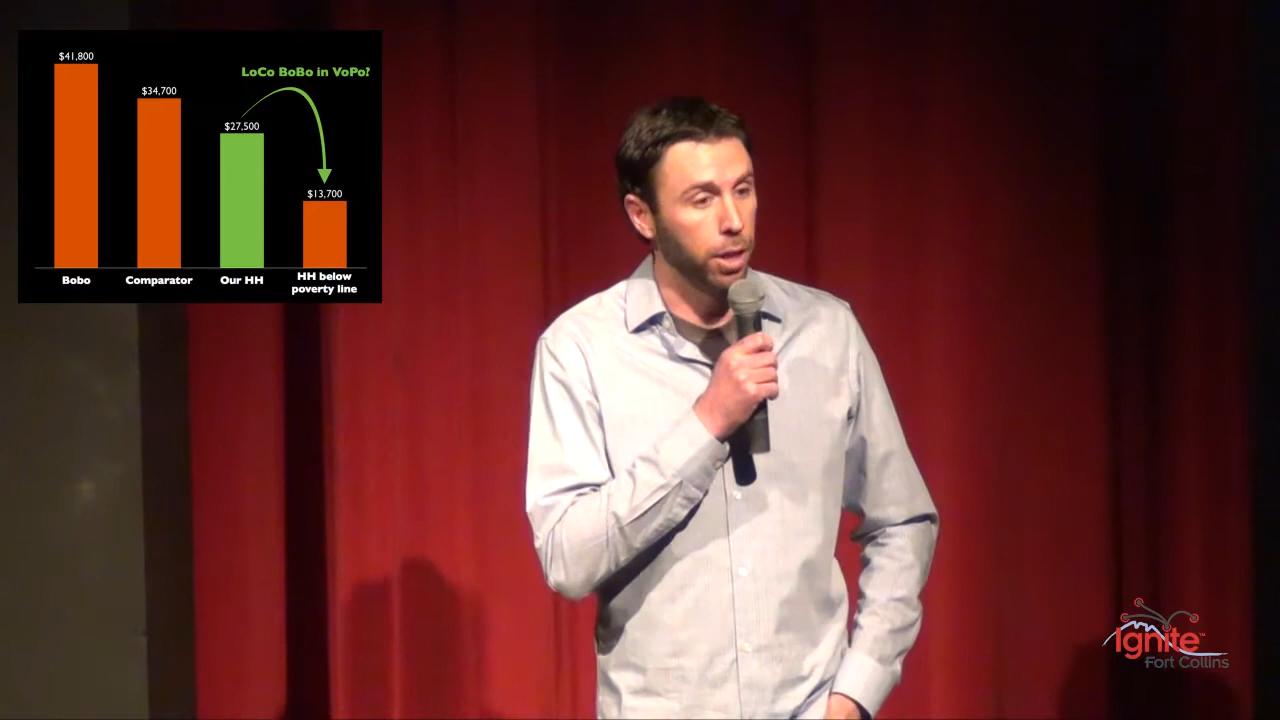 $41,800
LoCo BoBo in VoPo?
$34,700
$27,500
$13,700
Bobo
Comparator
Our HH
HH below
poverty line
Ignite™
Fort Collins